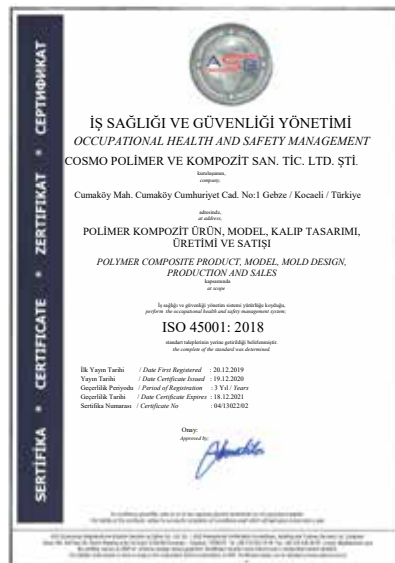 СЕРТИФИКАТ
ZERTIFIKAT
CERTIFICATE
SERTİFİKA
İŞ SAĞLIĞI VE GÜVENLİĞİ YÖNETİMİ
OCCUPATIONAL HEALTH AND SAFETY MANAGEMENT
COSMO POLİMER VE KOMPOZİT SAN. TİC. LTD. ŞTİ.
kuruluşunun,
company,
Cumaköy Mah. Cumaköy Cumhuriyet Cad. No:1 Gebze / Kocaeli / Türkiye
adresinde,
at address,
POLİMER KOMPOZİT ÜRÜN, MODEL, KALIP TASARIMI,
ÜRETİMİ VE SATIŞI
POLYMER COMPOSITE PRODUCT, MODEL, MOLD DESIGN,
PRODUCTION AND SALES
kapsamında
at scope
İş sağlığı ve güvenliği yönetim sistemi yürüttüğü koşuluğu,
perform the occupational health and safety management system;
ISO 45001: 2018
standart taleplerinin yerine getirildiği belirlenmiştir.
the complete of the standard was determined.
İlk Yayın Tarihi / Date First Registered : 20.12.2019
Yayın Tarihi / Date Certificate Issued : 19.12.2020
Geçerlilik Periyodu / Period of Registration : 3 Yıl / Years
Geçerlilik Tarihi / Date Certificate Expires : 18.12.2021
Sertifika Numarası / Certificate No : 04/13022/02
Onay:
Approved by: